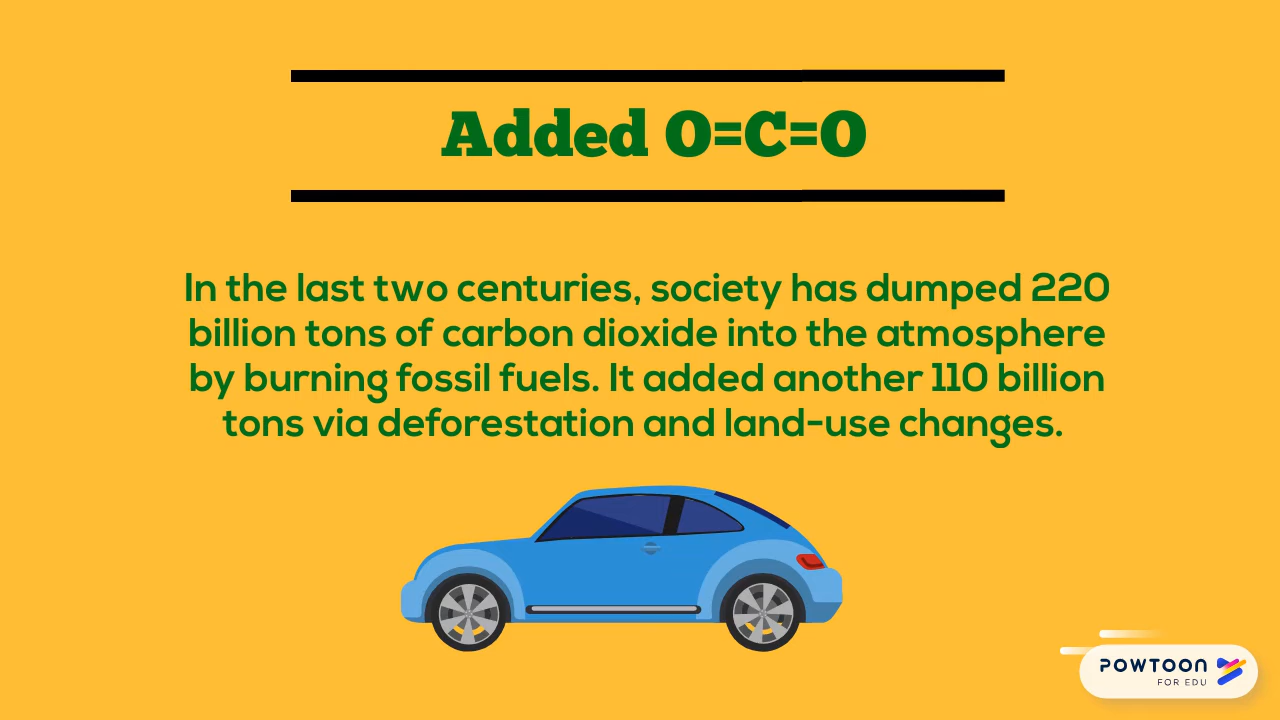 Added O=C=O
In the last two centuries, society has dumped 220
billion tons of carbon dioxide into the atmosphere
by burning fossil fuels. It added another 110 billion
tons via deforestation and land-use changes.
POWTOON
FOR EDU